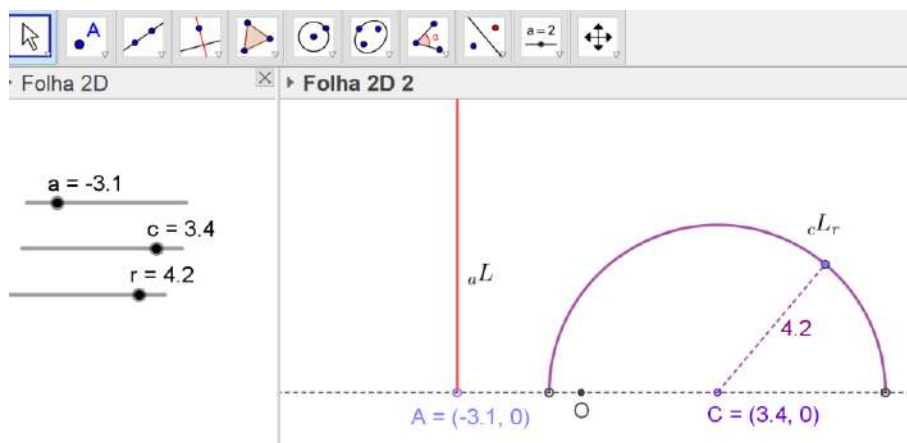 A
α
a=2
Folha 2D
Folha 2D 2
a = -3.1
c = 3.4
r = 4.2
aL
cLr
4.2
A = (-3.1, 0)
O
C = (3.4, 0)